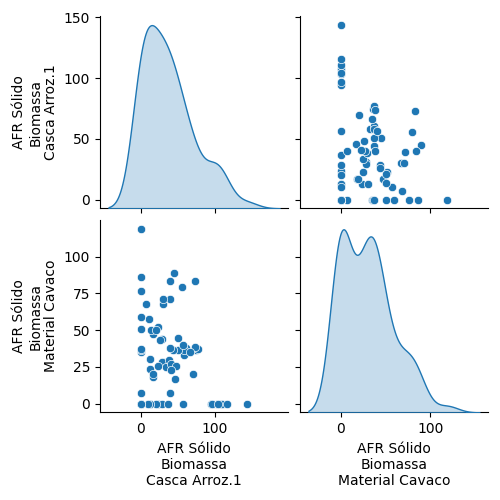 150
100
50
0
AFR Sólido
Biomassa
Casca Arroz.1
100
75
50
25
0
AFR Sólido
Biomassa
Material Cavaco
0 100
AFR Sólido
Biomassa
Casca Arroz.1
0 100
AFR Sólido
Biomassa
Material Cavaco